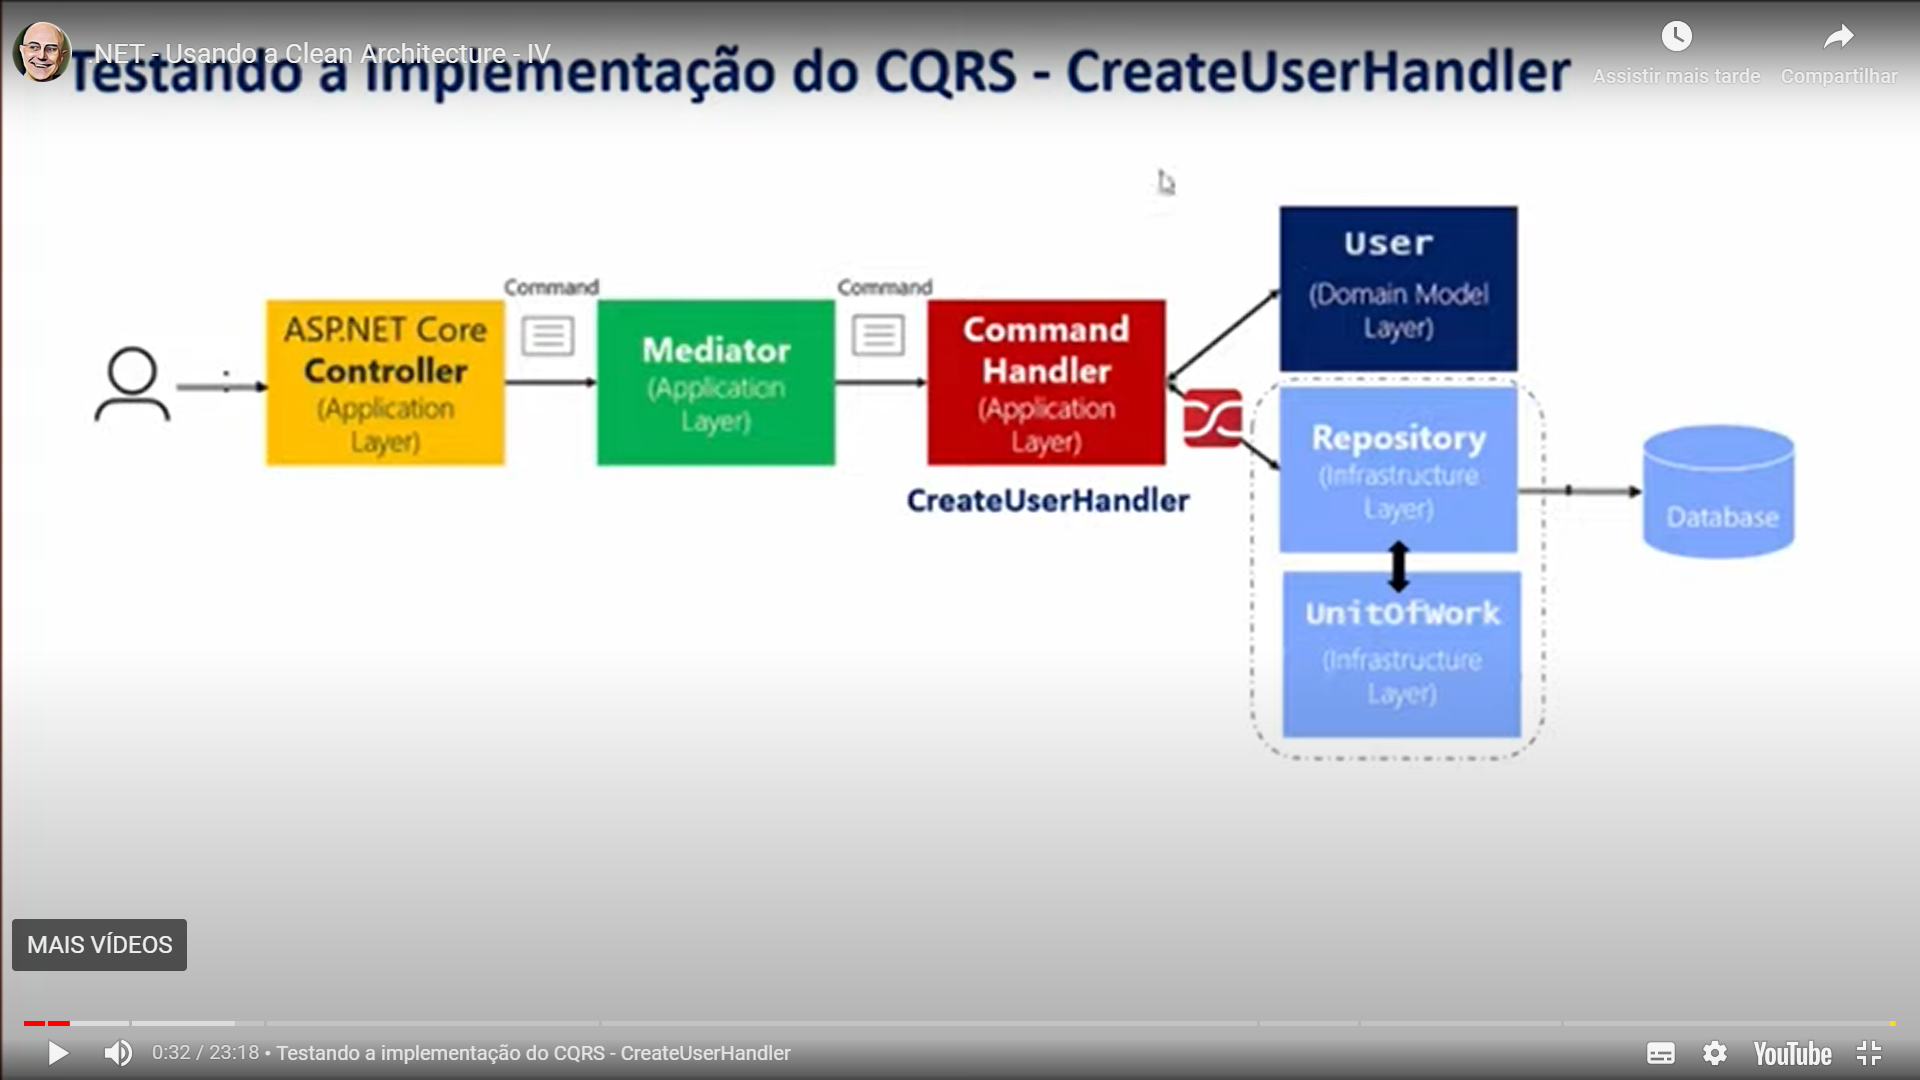 .NET - Usando a Clean Architecture - IV
Testando a implementação do CQRS - CreateUserHandler
Assistir mais tarde
Compartilhar
Command
Command
ASP.NET Core
Controller
(Application
Layer)
Mediator
(Application
Layer)
Command
Handler
(Application
Layer)
CreateUserHandler
User
(Domain Model
Layer)
Repository
(Infrastructure
Layer)
UnitOfWork
(Infrastructure
Layer)
Database
MAIS VÍDEOS
0:32 / 23:18 • Testando a implementação do CQRS - CreateUserHandler
YouTube